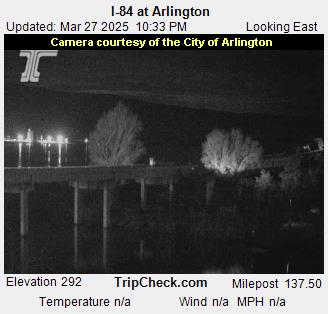 I-84 at Arlington
Updated: Mar 27 2025 10:33 PM Looking East
Camera courtesy of the City of Arlington
Elevation 292 TripCheck.com Milepost 137.50
Temperature n/a Wind n/a MPH n/a